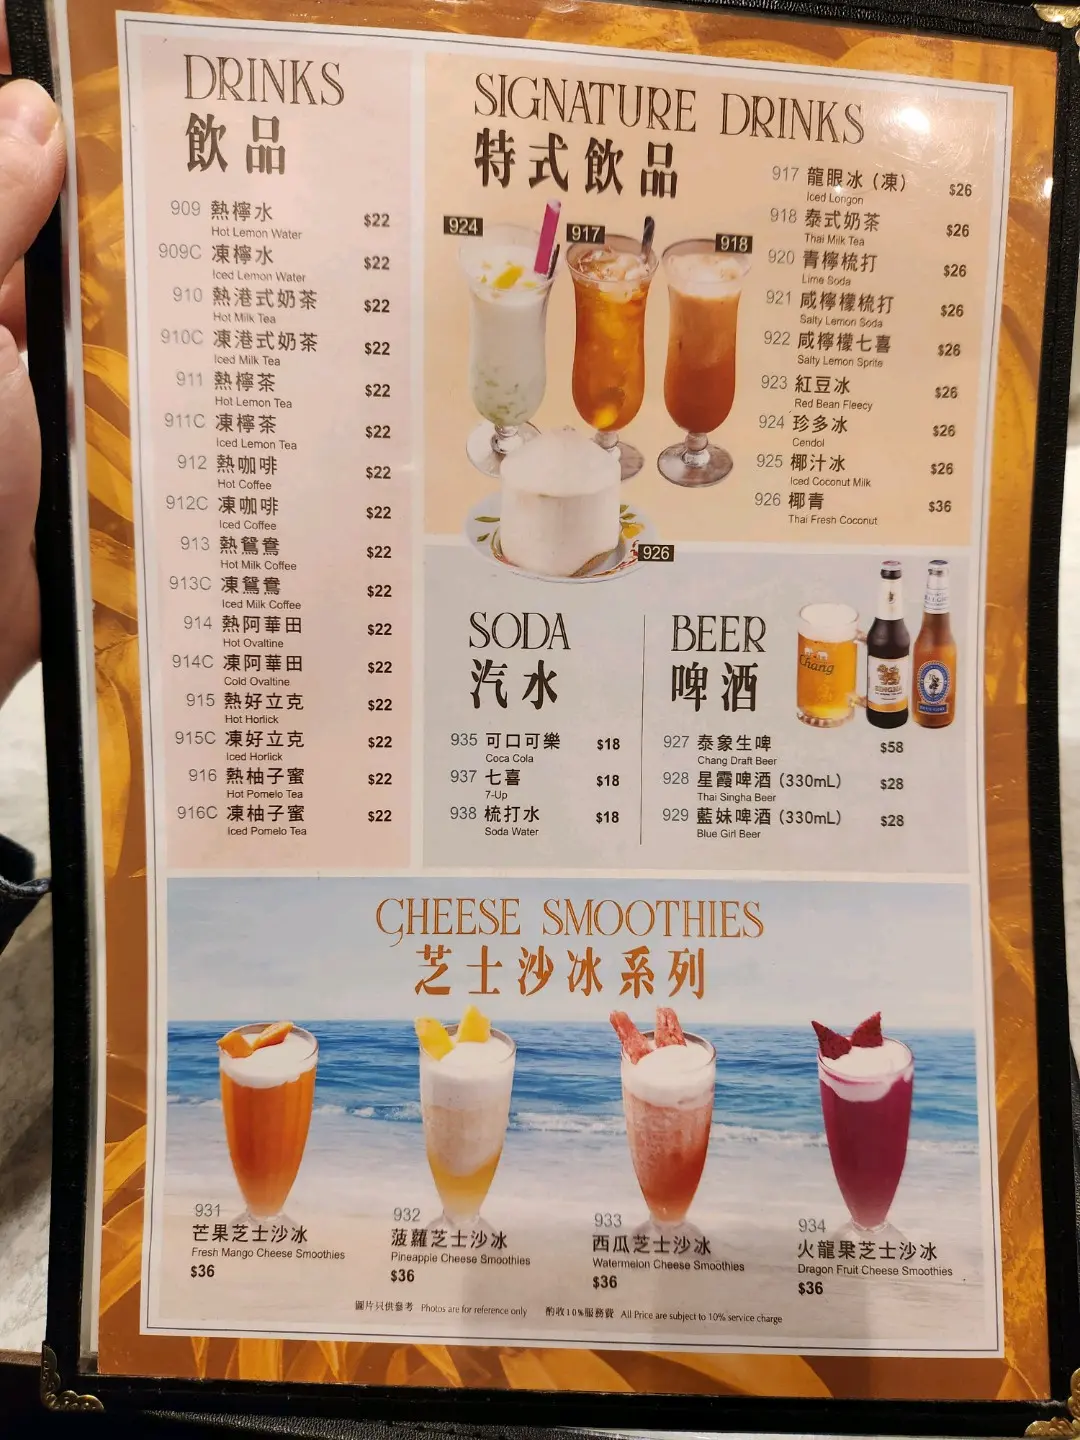 DRINKS
飲品
909 熱檸水 $22
Hot Lemon Water
909C 凍檸水 $22
Iced Lemon Water
910 熱港式奶茶 $22
Hot Milk Tea
910C 凍港式奶茶 $22
Iced Milk Tea
911 熱檸茶 $22
Hot Lemon Tea
911C 凍檸茶 $22
Iced Lemon Tea
912 熱咖啡 $22
Hot Coffee
912C 凍咖啡 $22
Iced Coffee
913 熱鴛鴦 $22
Hot Milk Coffee
913C 凍鴛鴦 $22
Iced Milk Coffee
914 熱阿華田 $22
Hot Ovaltine
914C 凍阿華田 $22
Cold Ovaltine
915 熱好立克 $22
Hot Horlick
915C 凍好立克 $22
Iced Horlick
916 熱柚子蜜 $22
Hot Pomelo Tea
916C 凍柚子蜜 $22
Iced Pomelo Tea
SIGNATURE DRINKS
特式飲品
924
917
918
926
917 龍眼冰 (凍) $26
Iced Longon
918 泰式奶茶 $26
Thai Milk Tea
920 青檸梳打 $26
Lime Soda
921 咸檸檬梳打 $26
Salty Lemon Soda
922 咸檸檬七喜 $26
Salty Lemon Sprite
923 紅豆冰 $26
Red Bean Fleecy
924 珍多冰 $26
Cendol
925 椰汁冰 $26
Iced Coconut Milk
926 椰青 $36
Thai Fresh Coconut
SODA
汽水
935 可口可樂 $18
Coca Cola
937 七喜 $18
7-Up
938 梳打水 $18
Soda Water
BEER
啤酒
Chang
SINGHA
927 泰象生啤 $58
Chang Draft Beer
928 星霞啤酒 (330mL) $28
Thai Singha Beer
929 藍妹啤酒 (330mL) $28
Blue Girl Beer
CHEESE SMOOTHIES
芝士沙冰系列
931
芒果芝士沙冰
Fresh Mango Cheese Smoothies
$36
932
菠蘿芝士沙冰
Pineapple Cheese Smoothies
$36
933
西瓜芝士沙冰
Watermelon Cheese Smoothies
$36
934
火龍果芝士沙冰
Dragon Fruit Cheese Smoothies
$36
圖片只供參考 Photos are for reference only 酌收10%服務費 All Price are subject to 10% service charge